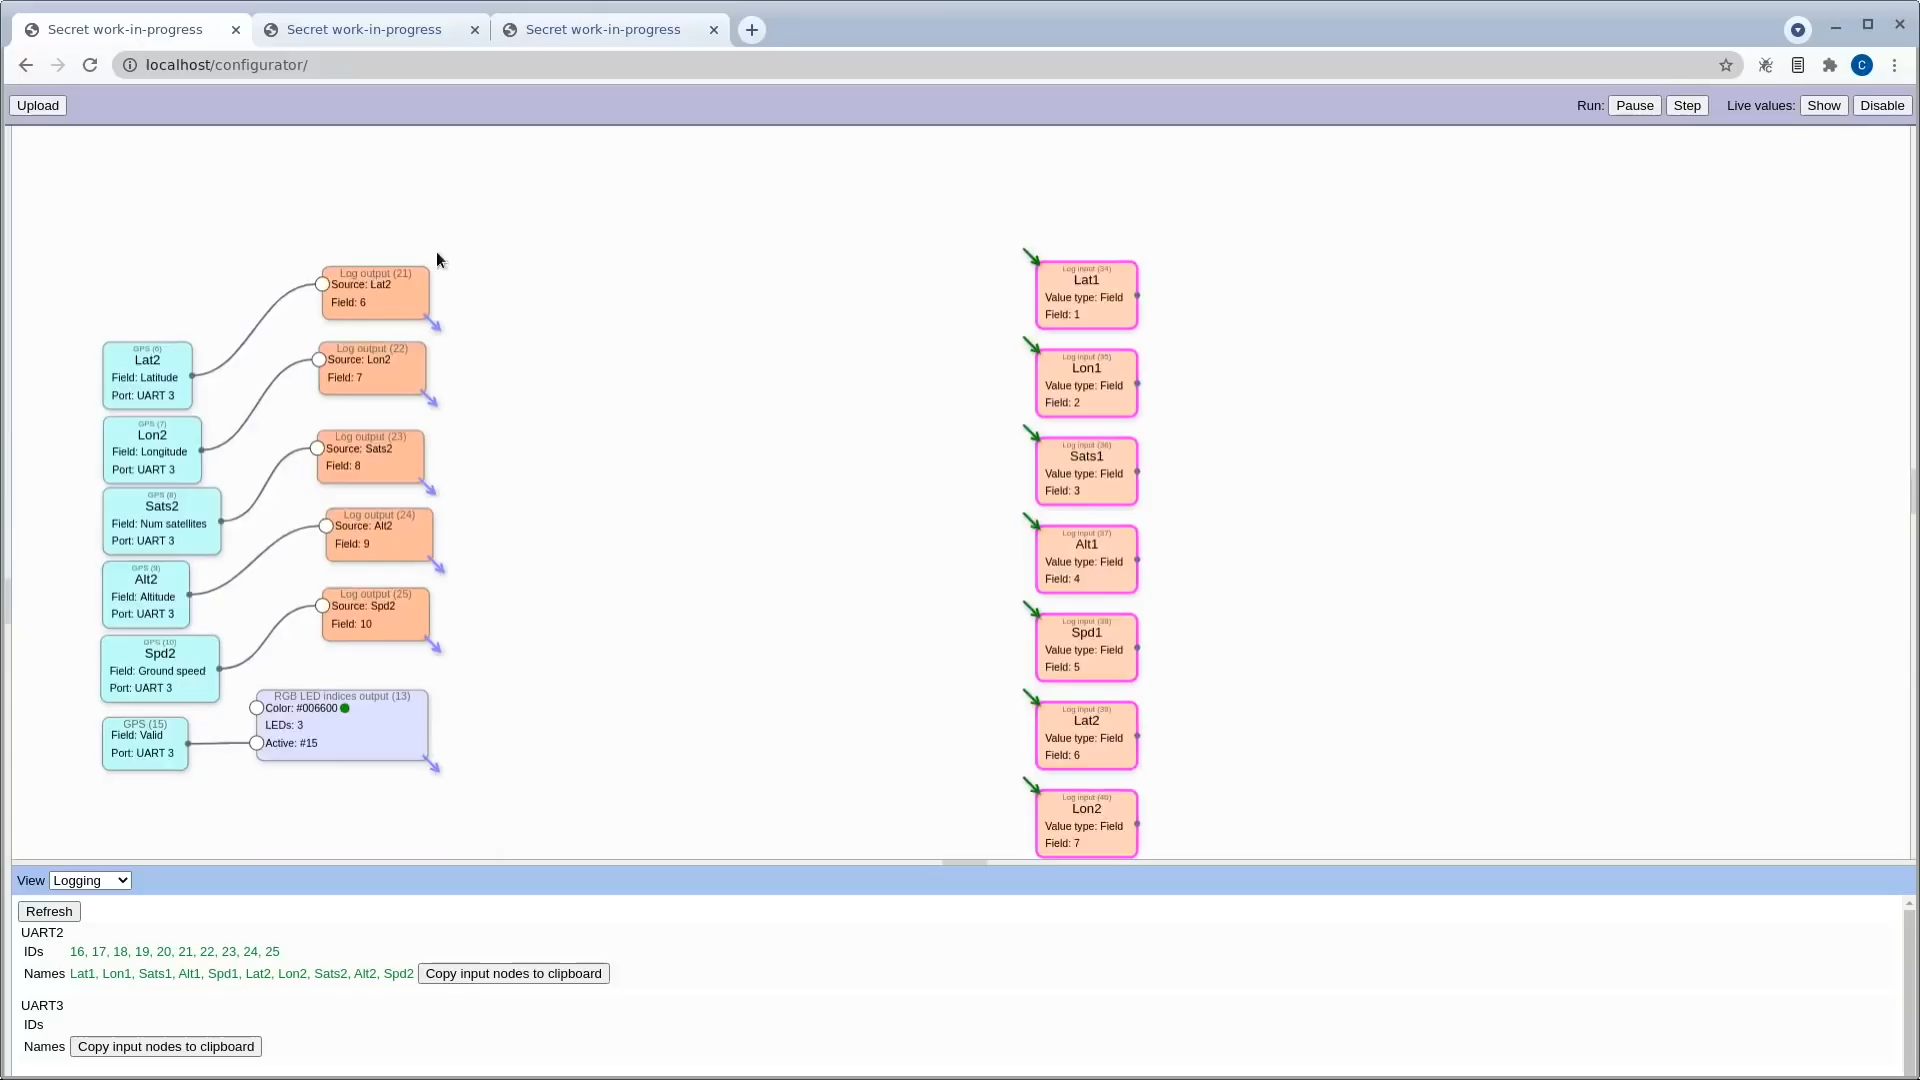 Secret work-in-progress
Secret work-in-progress
Secret work-in-progress
localhost/configurator/
C
Upload
Run: Pause Step Live values: Show Disable
Log output (21)
Source: Lat2
Field: 6
GPS (6)
Lat2
Field: Latitude
Port: UART 3
Log output (22)
Source: Lon2
Field: 7
GPS (7)
Lon2
Field: Longitude
Port: UART 3
Log output (23)
Source: Sats2
Field: 8
GPS (8)
Sats2
Field: Num satellites
Port: UART 3
Log output (24)
Source: Alt2
Field: 9
GPS (9)
Alt2
Field: Altitude
Port: UART 3
Log output (25)
Source: Spd2
Field: 10
GPS (10)
Spd2
Field: Ground speed
Port: UART 3
RGB LED indices output (13)
Color: #006600
LEDs: 3
Active: #15
GPS (15)
Field: Valid
Port: UART 3
Log input (34)
Lat1
Value type: Field
Field: 1
Log input (35)
Lon1
Value type: Field
Field: 2
Log input (36)
Sats1
Value type: Field
Field: 3
Log input (37)
Alt1
Value type: Field
Field: 4
Log input (38)
Spd1
Value type: Field
Field: 5
Log input (39)
Lat2
Value type: Field
Field: 6
Log input (40)
Lon2
Value type: Field
Field: 7
View Logging
Refresh
UART2
IDs 16, 17, 18, 19, 20, 21, 22, 23, 24, 25
Names Lat1, Lon1, Sats1, Alt1, Spd1, Lat2, Lon2, Sats2, Alt2, Spd2 Copy input nodes to clipboard
UART3
IDs
Names Copy input nodes to clipboard